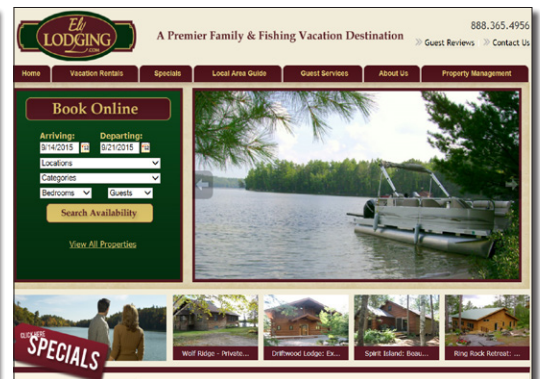 Ely
LODGING
.COM
A Premier Family & Fishing Vacation Destination
888.365.4956
Guest Reviews
Contact Us
Home
Vacation Rentals
Specials
Local Area Guide
Guest Services
About Us
Property Management
Book Online
Arriving:
Departing:
9/14/2015
9/21/2015
Locations
Categories
Bedrooms
Guests
Search Availability
View All Properties
CLICK HERE
SPECIALS
Wolf Ridge - Private...
Driftwood Lodge: Ex...
Spirit Island: Beau...
Ring Rock Retreat: ...